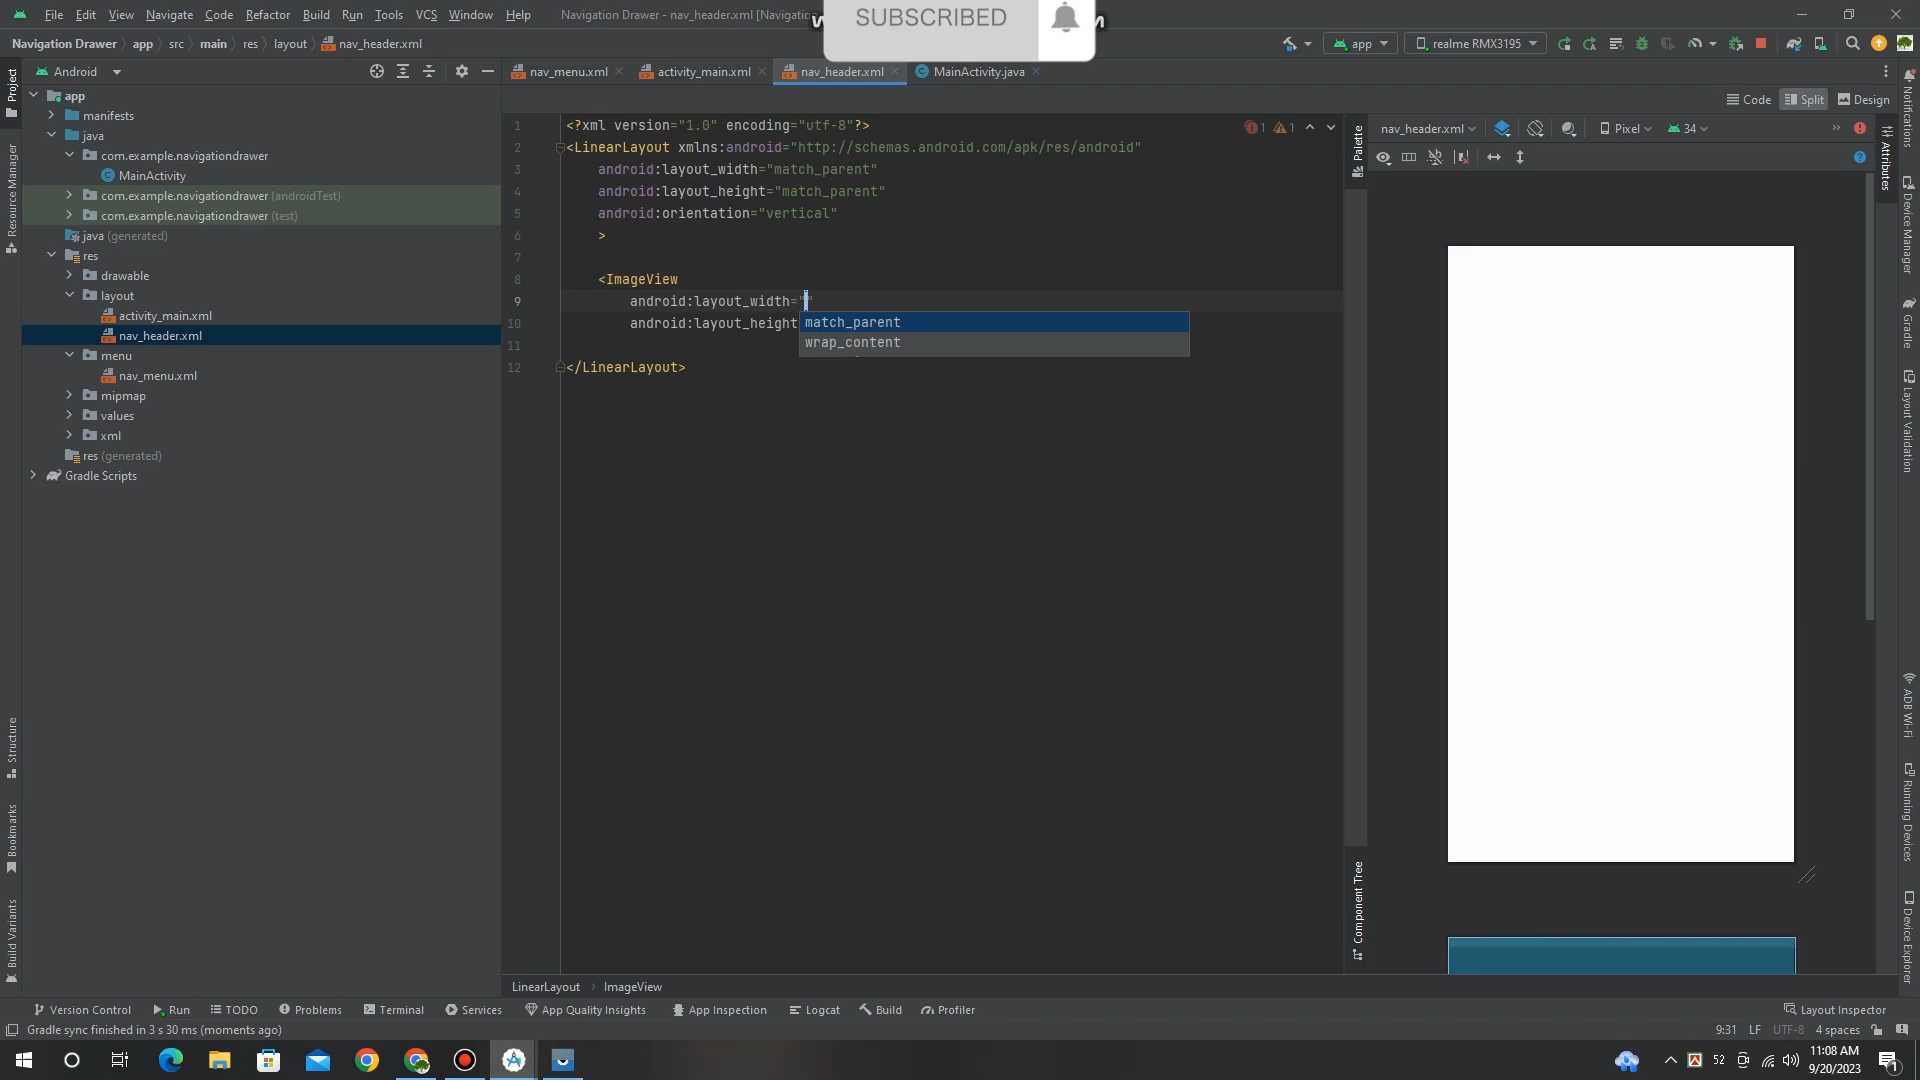 File Edit View Navigate Code Refactor Build Run Tools VCS Window Help Navigation Drawer - nav_header.xml [Navigatio
SUBSCRIBED
Navigation Drawer app src main res layout nav_header.xml
app realme RMX3195
Android
nav_menu.xml activity_main.xml nav_header.xml MainActivity.java
Code Split Design
app
manifests
java
com.example.navigationdrawer
MainActivity
com.example.navigationdrawer (androidTest)
com.example.navigationdrawer (test)
java (generated)
res
drawable
layout
activity_main.xml
nav_header.xml
menu
nav_menu.xml
mipmap
values
xml
res (generated)
Gradle Scripts
1 <?xml version="1.0" encoding="utf-8"?>
2 <LinearLayout xmlns:android="http://schemas.android.com/apk/res/android"
3 android:layout_width="match_parent"
4 android:layout_height="match_parent"
5 android:orientation="vertical"
6 >
7
8 <ImageView
9 android:layout_width=""
10 android:layout_height
11
12 </LinearLayout>
match_parent
wrap_content
1 1
nav_header.xml Pixel 34
Project
Resource Manager
Structure
Bookmarks
Build Variants
Palette
Component Tree
Attributes
Notifications
Device Manager
Gradle
Layout Validation
ADB Wi-Fi
Running Devices
Device Explorer
LinearLayout ImageView
Version Control Run TODO Problems Terminal Services App Quality Insights App Inspection Logcat Build Profiler Layout Inspector
Gradle sync finished in 3 s 30 ms (moments ago) 9:31 LF UTF-8 4 spaces
52 11:08 AM
9/20/2023
1